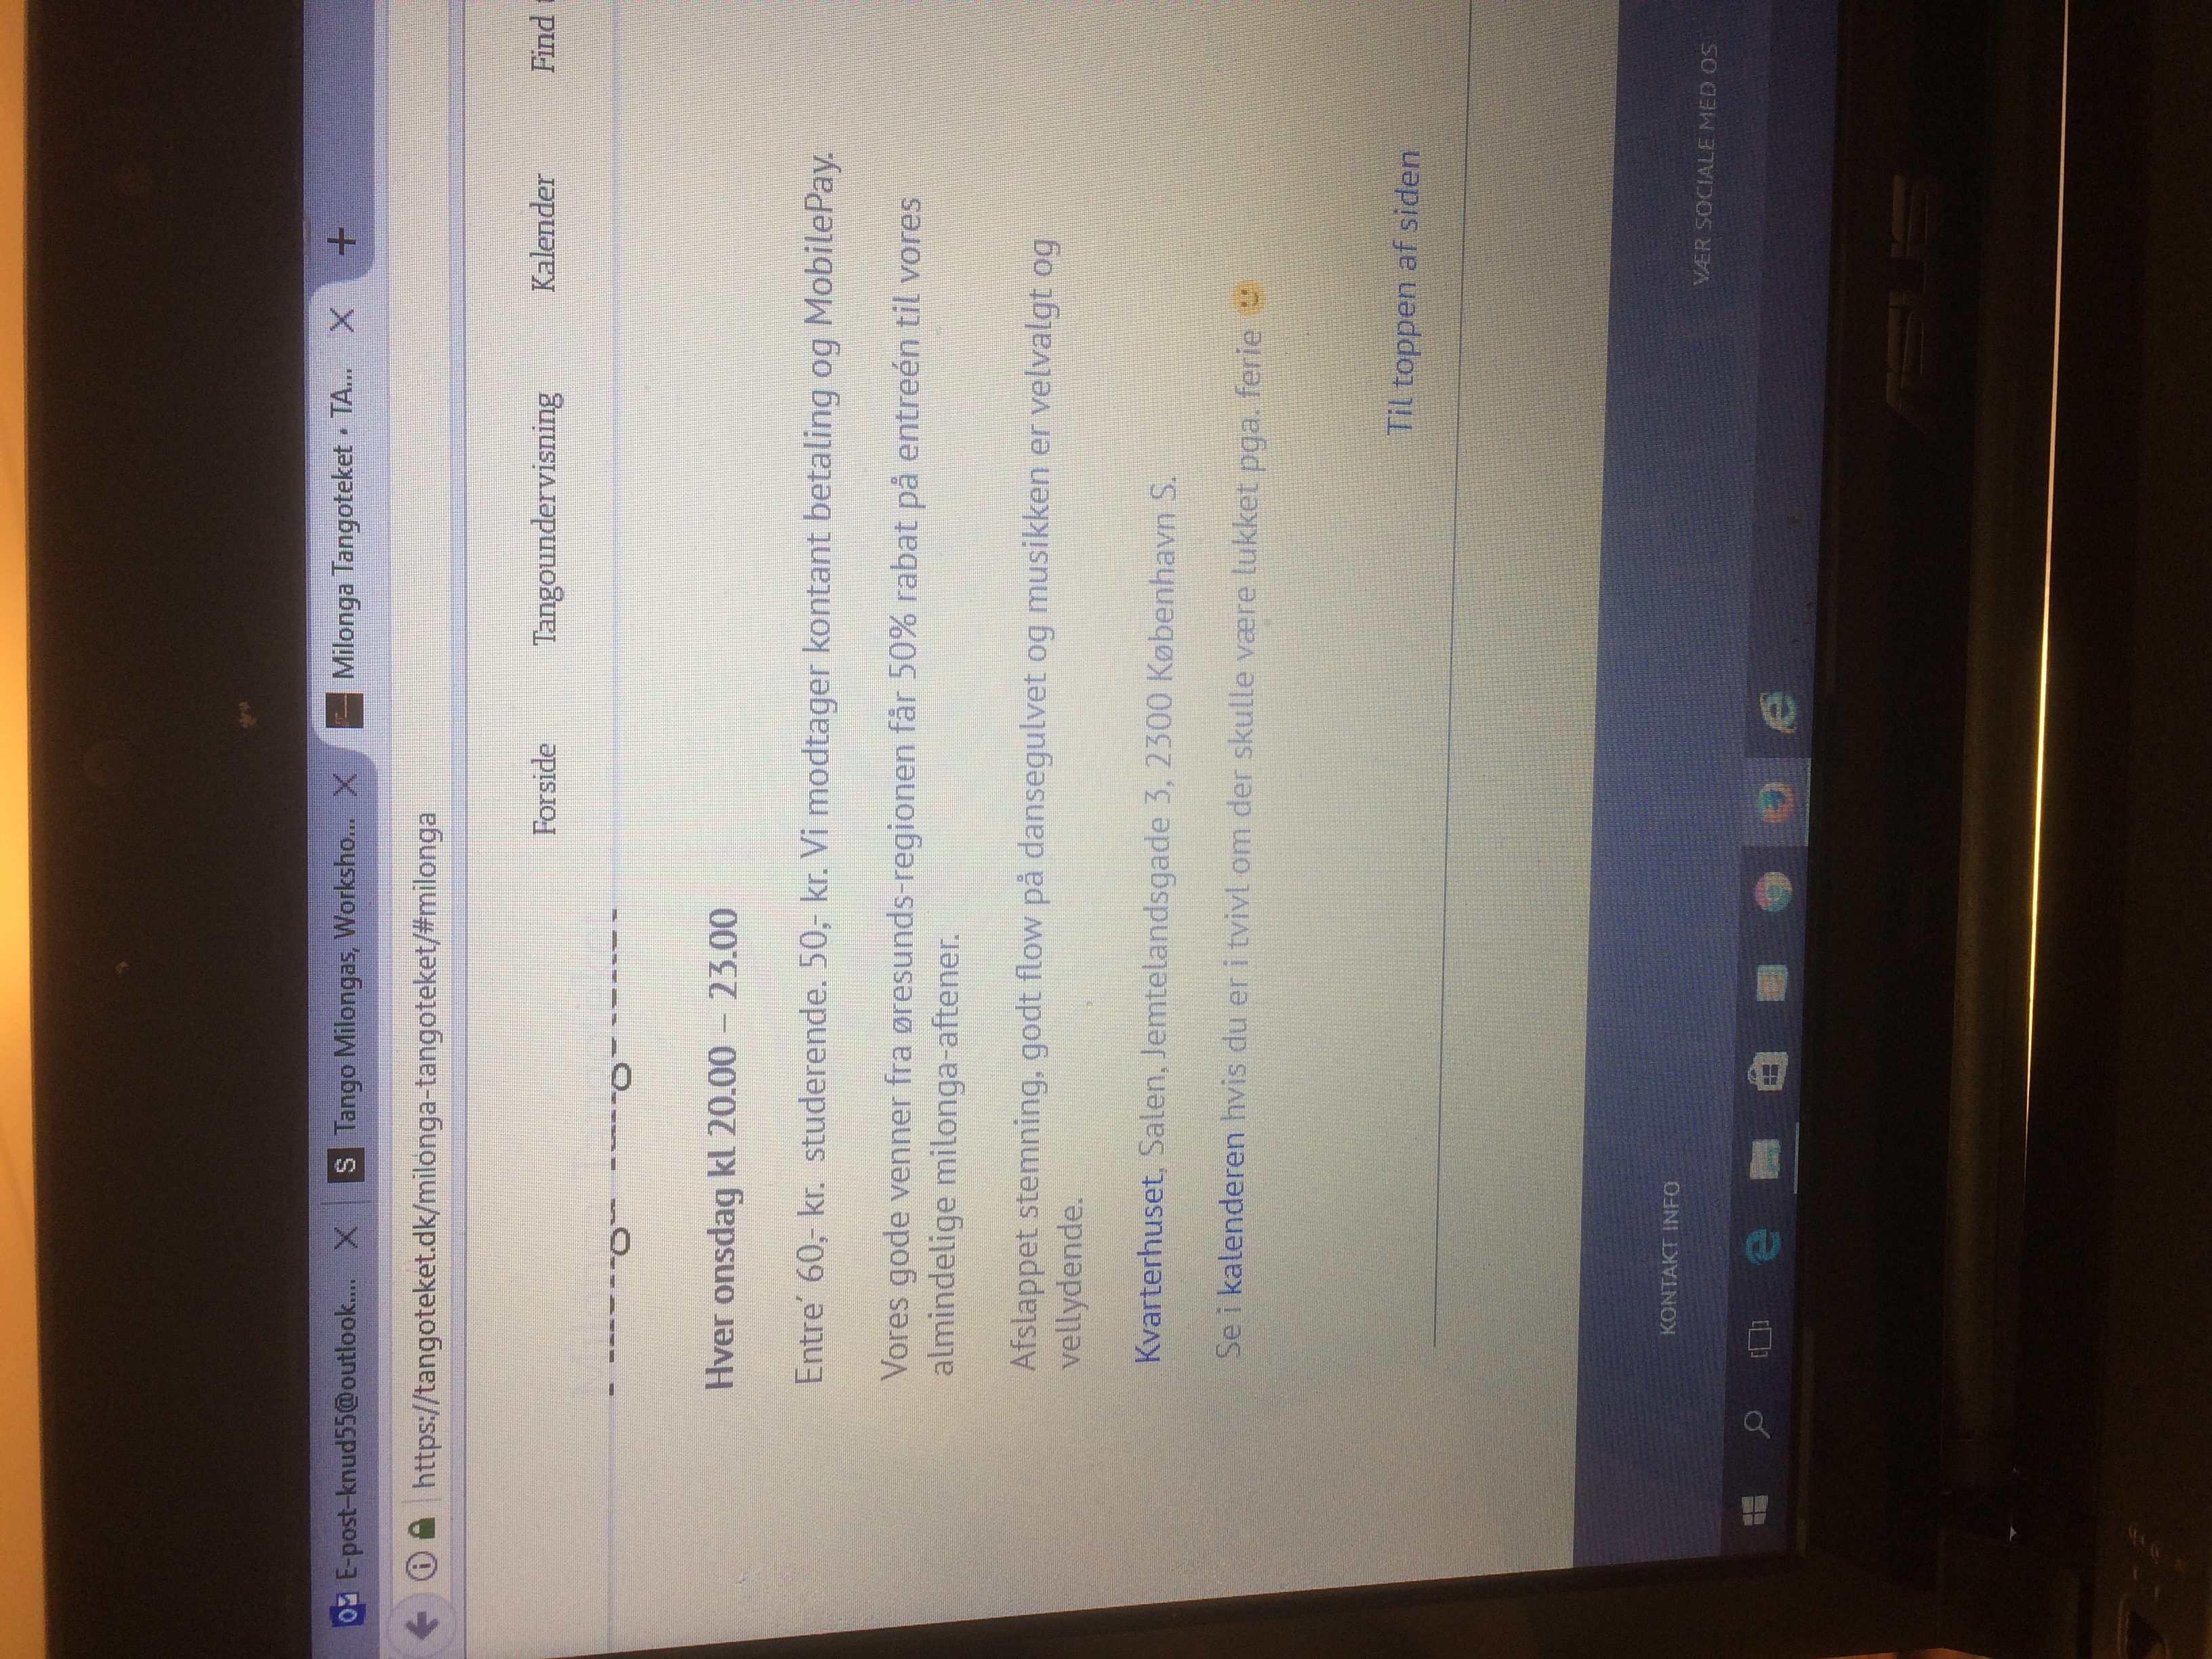 E-post–knud55@outlook....
Tango Milongas, Worksho...
Milonga Tangoteket • TA...
https://tangoteket.dk/milonga-tangoteket/#milonga
Forside Tangoundervisning Kalender Find
Milonga Tangoteket
Hver onsdag kl 20.00 – 23.00
Entre´ 60,- kr. studerende. 50,- kr. Vi modtager kontant betaling og MobilePay.
Vores gode venner fra øresunds-regionen får 50% rabat på entreén til vores
almindelige milonga-aftener.
Afslappet stemning, godt flow på dansegulvet og musikken er velvalgt og
vellydende.
Kvarterhuset, Salen, Jemtelandsgade 3, 2300 København S.
Se i kalenderen hvis du er i tvivl om der skulle være lukket pga. ferie 🙂
Til toppen af siden
KONTAKT INFO
VÆR SOCIALE MED OS
ASUS